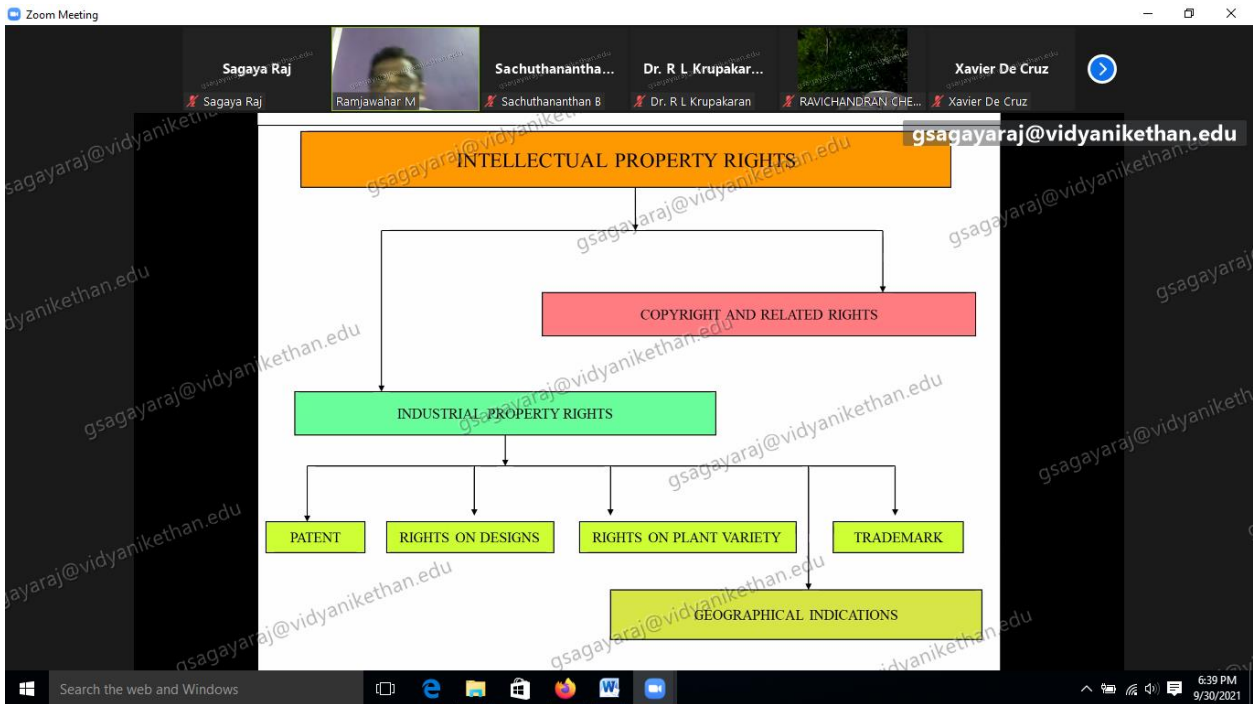 Zoom Meeting
Sagaya Raj
Sachuthanantha...
Dr. R L Krupakar...
Xavier De Cruz
Sagaya Raj
Ramjawahar M
Sachuthananthan B
Dr. R L Krupakaran
RAVICHANDRAN CHE...
Xavier De Cruz
gsagayaraj@vidyanikethan.edu
INTELLECTUAL PROPERTY RIGHTS
COPYRIGHT AND RELATED RIGHTS
INDUSTRIAL PROPERTY RIGHTS
PATENT
RIGHTS ON DESIGNS
RIGHTS ON PLANT VARIETY
TRADEMARK
GEOGRAPHICAL INDICATIONS
Search the web and Windows
6:39 PM
9/30/2021